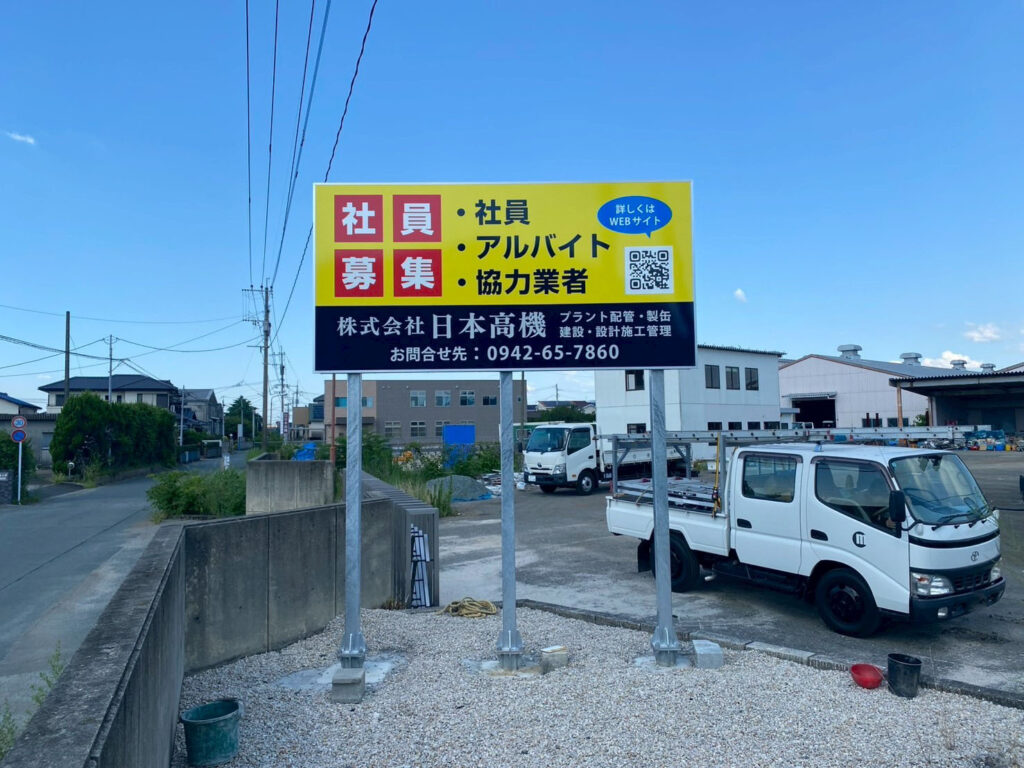 社員
募集
・社員
・アルバイト
・協力業者
詳しくは
WEBサイト
株式会社 日本高機
プラント配管・製缶
建設・設計施工管理
お問合せ先：0942-65-7860